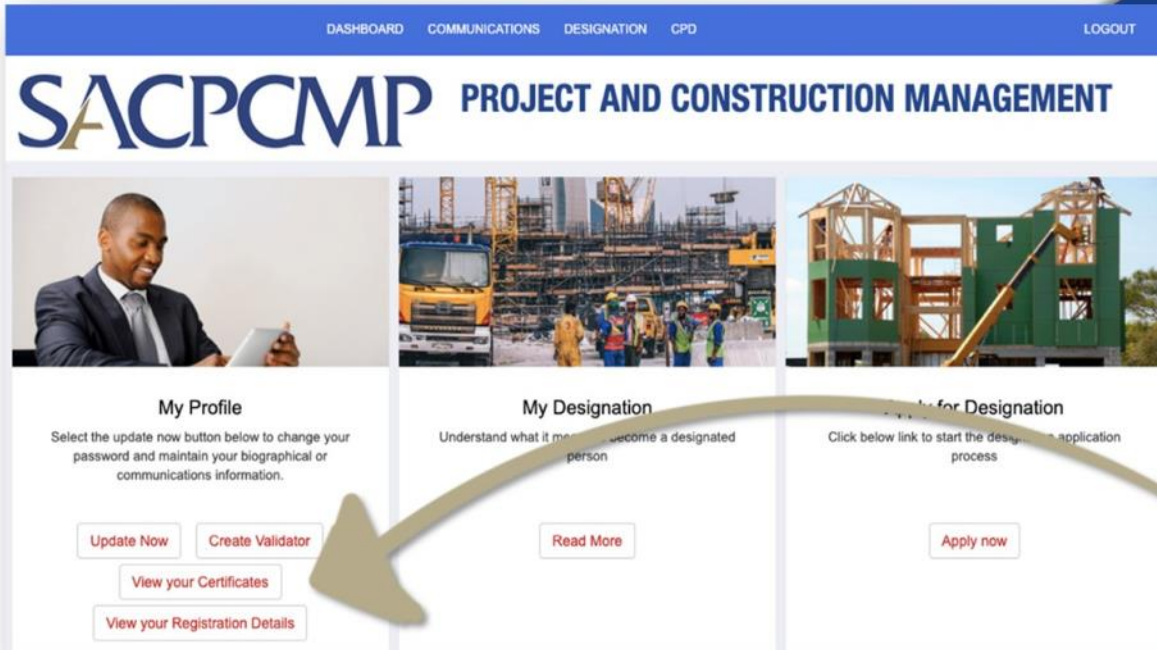 DASHBOARD COMMUNICATIONS DESIGNATION CPD LOGOUT
SACPCMP PROJECT AND CONSTRUCTION MANAGEMENT
My Profile
Select the update now button below to change your
password and maintain your biographical or
communications information.
Update Now Create Validator
View your Certificates
View your Registration Details
My Designation
Understand what it become a designated
person
Read More
for Designation
Click below link to start the application
process
Apply now